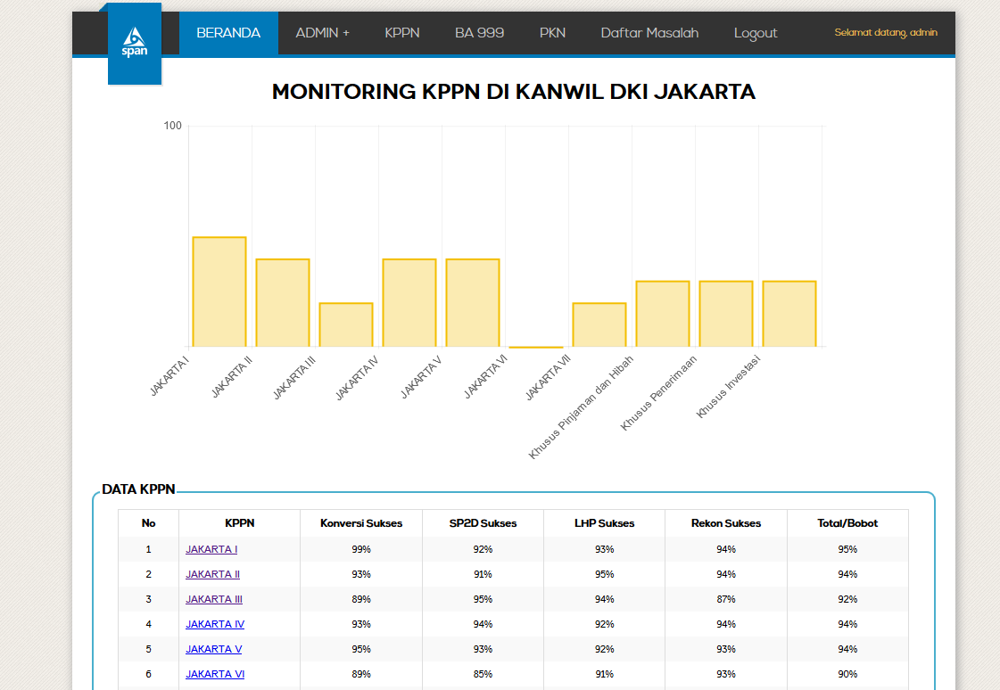 span
BERANDA ADMIN + KPPN BA 999 PKN Daftar Masalah Logout Selamat datang, admin
MONITORING KPPN DI KANWIL DKI JAKARTA
100
JAKARTA I
JAKARTA II
JAKARTA III
JAKARTA IV
JAKARTA V
JAKARTA VI
JAKARTA VII
Khusus Pinjaman dan Hibah
Khusus Penerimaan
Khusus Investasi
DATA KPPN
No KPPN Konversi Sukses SP2D Sukses LHP Sukses Rekon Sukses Total/Bobot
1 JAKARTA I 99% 92% 93% 94% 95%
2 JAKARTA II 93% 91% 95% 94% 94%
3 JAKARTA III 89% 95% 94% 87% 92%
4 JAKARTA IV 93% 94% 92% 94% 94%
5 JAKARTA V 95% 93% 92% 93% 94%
6 JAKARTA VI 89% 85% 91% 93% 90%